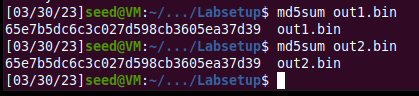 [03/30/23]seed@VM:~/.../Labsetup$ md5sum out1.bin
65e7b5dc6c3c027d598cb3605ea37d39  out1.bin
[03/30/23]seed@VM:~/.../Labsetup$ md5sum out2.bin
65e7b5dc6c3c027d598cb3605ea37d39  out2.bin
[03/30/23]seed@VM:~/.../Labsetup$